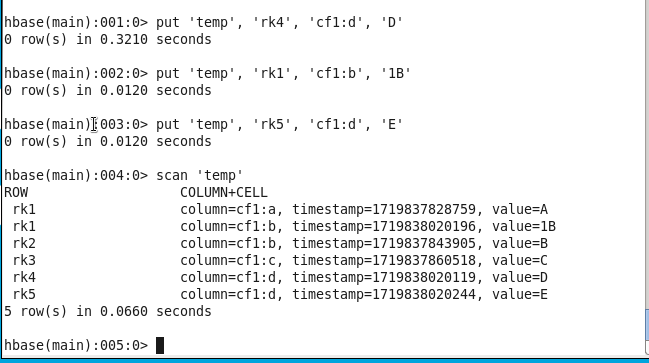 hbase(main):001:0> put 'temp', 'rk4', 'cf1:d', 'D'
0 row(s) in 0.3210 seconds
hbase(main):002:0> put 'temp', 'rk1', 'cf1:b', '1B'
0 row(s) in 0.0120 seconds
hbase(main):003:0> put 'temp', 'rk5', 'cf1:d', 'E'
0 row(s) in 0.0120 seconds
hbase(main):004:0> scan 'temp'
ROW                   COLUMN+CELL
 rk1                  column=cf1:a, timestamp=1719837828759, value=A
 rk1                  column=cf1:b, timestamp=1719838020196, value=1B
 rk2                  column=cf1:b, timestamp=1719837843905, value=B
 rk3                  column=cf1:c, timestamp=1719837860518, value=C
 rk4                  column=cf1:d, timestamp=1719838020119, value=D
 rk5                  column=cf1:d, timestamp=1719838020244, value=E
5 row(s) in 0.0660 seconds
hbase(main):005:0>